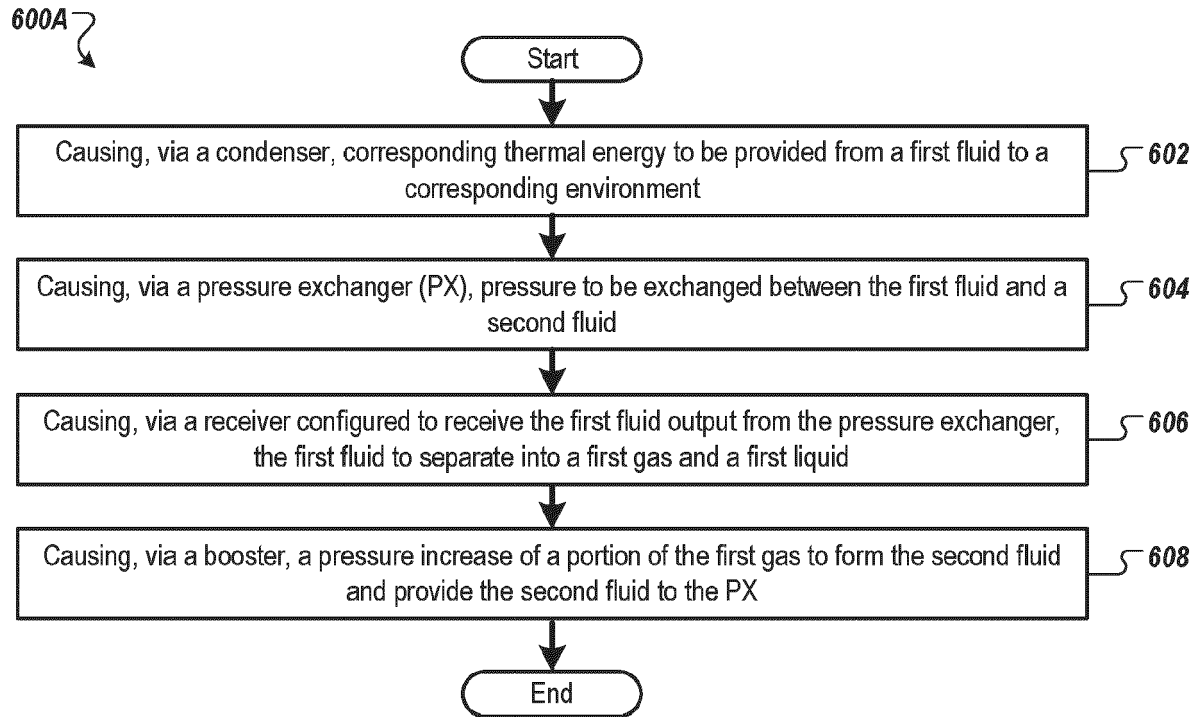 600A
Start
Causing, via a condenser, corresponding thermal energy to be provided from a first fluid to a
corresponding environment
602
Causing, via a pressure exchanger (PX), pressure to be exchanged between the first fluid and a
second fluid
604
Causing, via a receiver configured to receive the first fluid output from the pressure exchanger,
the first fluid to separate into a first gas and a first liquid
606
Causing, via a booster, a pressure increase of a portion of the first gas to form the second fluid
and provide the second fluid to the PX
608
End